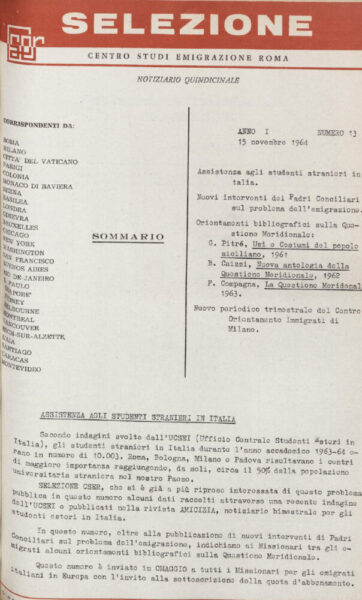 SELEZIONE
CENTRO STUDI EMIGRAZIONE ROMA
NOTIZIARIO QUINDICINALE
CORRISPONDENTI DA:
ROMA
MILANO
CITTA' DEL VATICANO
PARIGI
COLONIA
MONACO DI BAVIERA
BERNA
BASILEA
LONDRA
GINEVRA
BRUXELLES
CHICAGO
NEW YORK
WASHINGTON
SAN FRANCISCO
BUENOS AIRES
RIO DE JANEIRO
S. PAULO
SYDNEY
MELBOURNE
MONTREAL
VANCOUVER
ESCH-SUR-ALZETTE
SANTIAGO
CARACAS
MONTEVIDEO
SOMMARIO
ANNO I NUMERO 13
15 novembre 1964
Assistenza agli studenti stranieri in
Italia.
Nuovi interventi dei Padri Conciliari
sul problema dell'emigrazione.
Orientamenti bibliografici sulla Que-
stione Meridionale:
G. Pitré, Usi e Costumi del popolo
siciliano, 1961
B. Caizzi, Nuova antologia della
Questione Meridionale, 1962
F. Compagna, La Questione Meridonale
1963.
Nuovo periodico trimestrale del Centro
Orientamento Immigrati di
Milano.
ASSISTENZA AGLI STUDENTI STRANIERI IN ITALIA
Secondo indagini svolte dall'UCSEI (Ufficio Centrale Studenti Esteri in
Italia), gli studenti stranieri in Italia durante l'anno accademico 1963-64 e-
rano in numero di 10.003. Roma, Bologna, Milano e Padova risultavano i centri
di maggiore importanza raggiungendo, da soli, circa il 50% della popolazione
universitaria straniera nel nostro Paese.
SELEZIONE CSER, che si è già a più riprese interessata di questo problema
pubblica in questo numero alcuni dati raccolti attraverso una recente indagine
dell'UCSEI e pubblicati nella rivista AMICIZIA, notiziario bimestrale per gli
studenti esteri in Italia.
In questo numero, oltre alla pubblicazione di nuovi interventi di Padri
Conciliari sul problema dell'emigrazione, indichiamo ai Missionari tra gli e-
migrati alcuni orientamenti bibliografici sulla Questione Meridionale.
Questo numero è inviato in OMAGGIO a tutti i Missionari per gli emigrati
italiani in Europa con l'invito alla sottoscrizione della quota d'abbonamento.